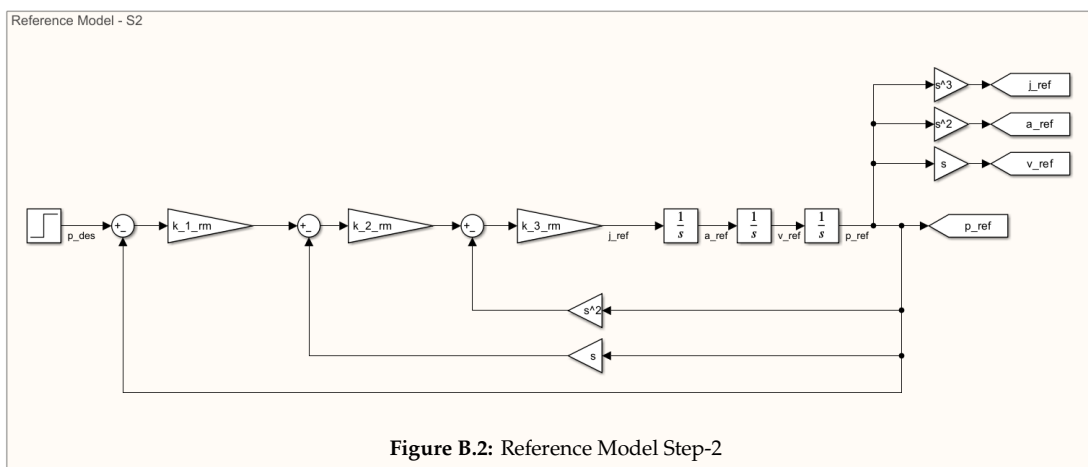 Reference Model - S2
s^3
j_ref
s^2
a_ref
s
v_ref
p_des
+
−
k_1_rm
+
−
k_2_rm
+
−
k_3_rm
j_ref
1
s
a_ref
1
s
v_ref
1
s
p_ref
p_ref
s^2
s
Figure B.2: Reference Model Step-2